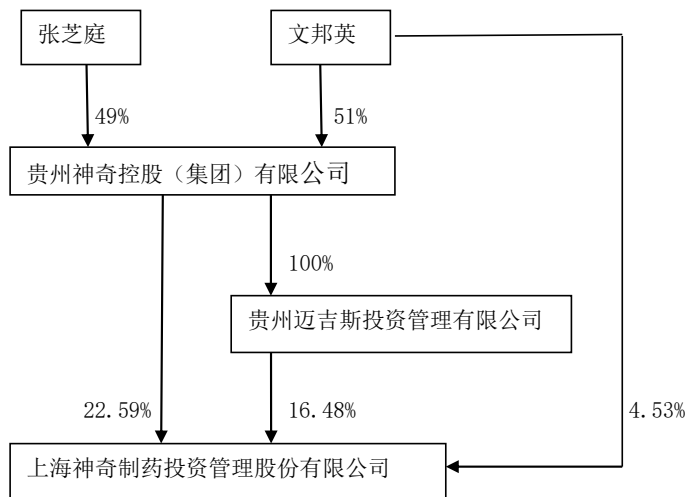 张芝庭
文邦英
49%
51%
贵州神奇控股（集团）有限公司
100%
贵州迈吉斯投资管理有限公司
22.59%
16.48%
4.53%
上海神奇制药投资管理股份有限公司